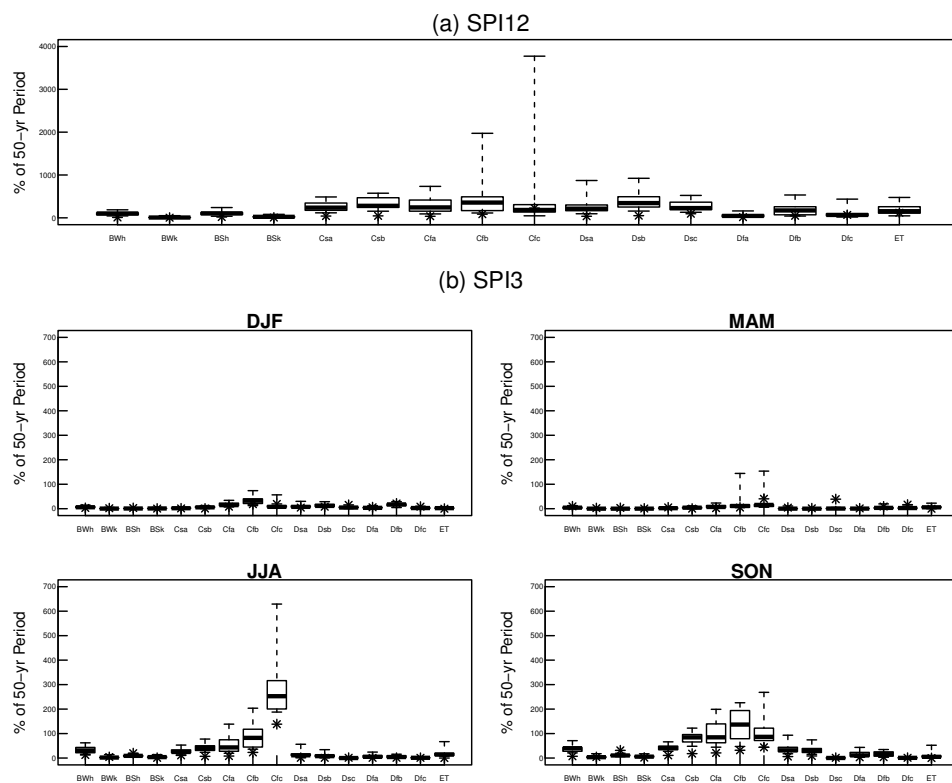 (a) SPI12
% of 50−yr Period
4000
3000
2000
1000
0
BWh BWk BSh BSk Csa Csb Cfa Cfb Cfc Dsa Dsb Dsc Dfa Dfb Dfc ET
(b) SPI3
DJF
% of 50−yr Period
700
600
500
400
300
200
100
0
BWh BWk BSh BSk Csa Csb Cfa Cfb Cfc Dsa Dsb Dsc Dfa Dfb Dfc ET
MAM
% of 50−yr Period
700
600
500
400
300
200
100
0
BWh BWk BSh BSk Csa Csb Cfa Cfb Cfc Dsa Dsb Dsc Dfa Dfb Dfc ET
JJA
% of 50−yr Period
700
600
500
400
300
200
100
0
BWh BWk BSh BSk Csa Csb Cfa Cfb Cfc Dsa Dsb Dsc Dfa Dfb Dfc ET
SON
% of 50−yr Period
700
600
500
400
300
200
100
0
BWh BWk BSh BSk Csa Csb Cfa Cfb Cfc Dsa Dsb Dsc Dfa Dfb Dfc ET